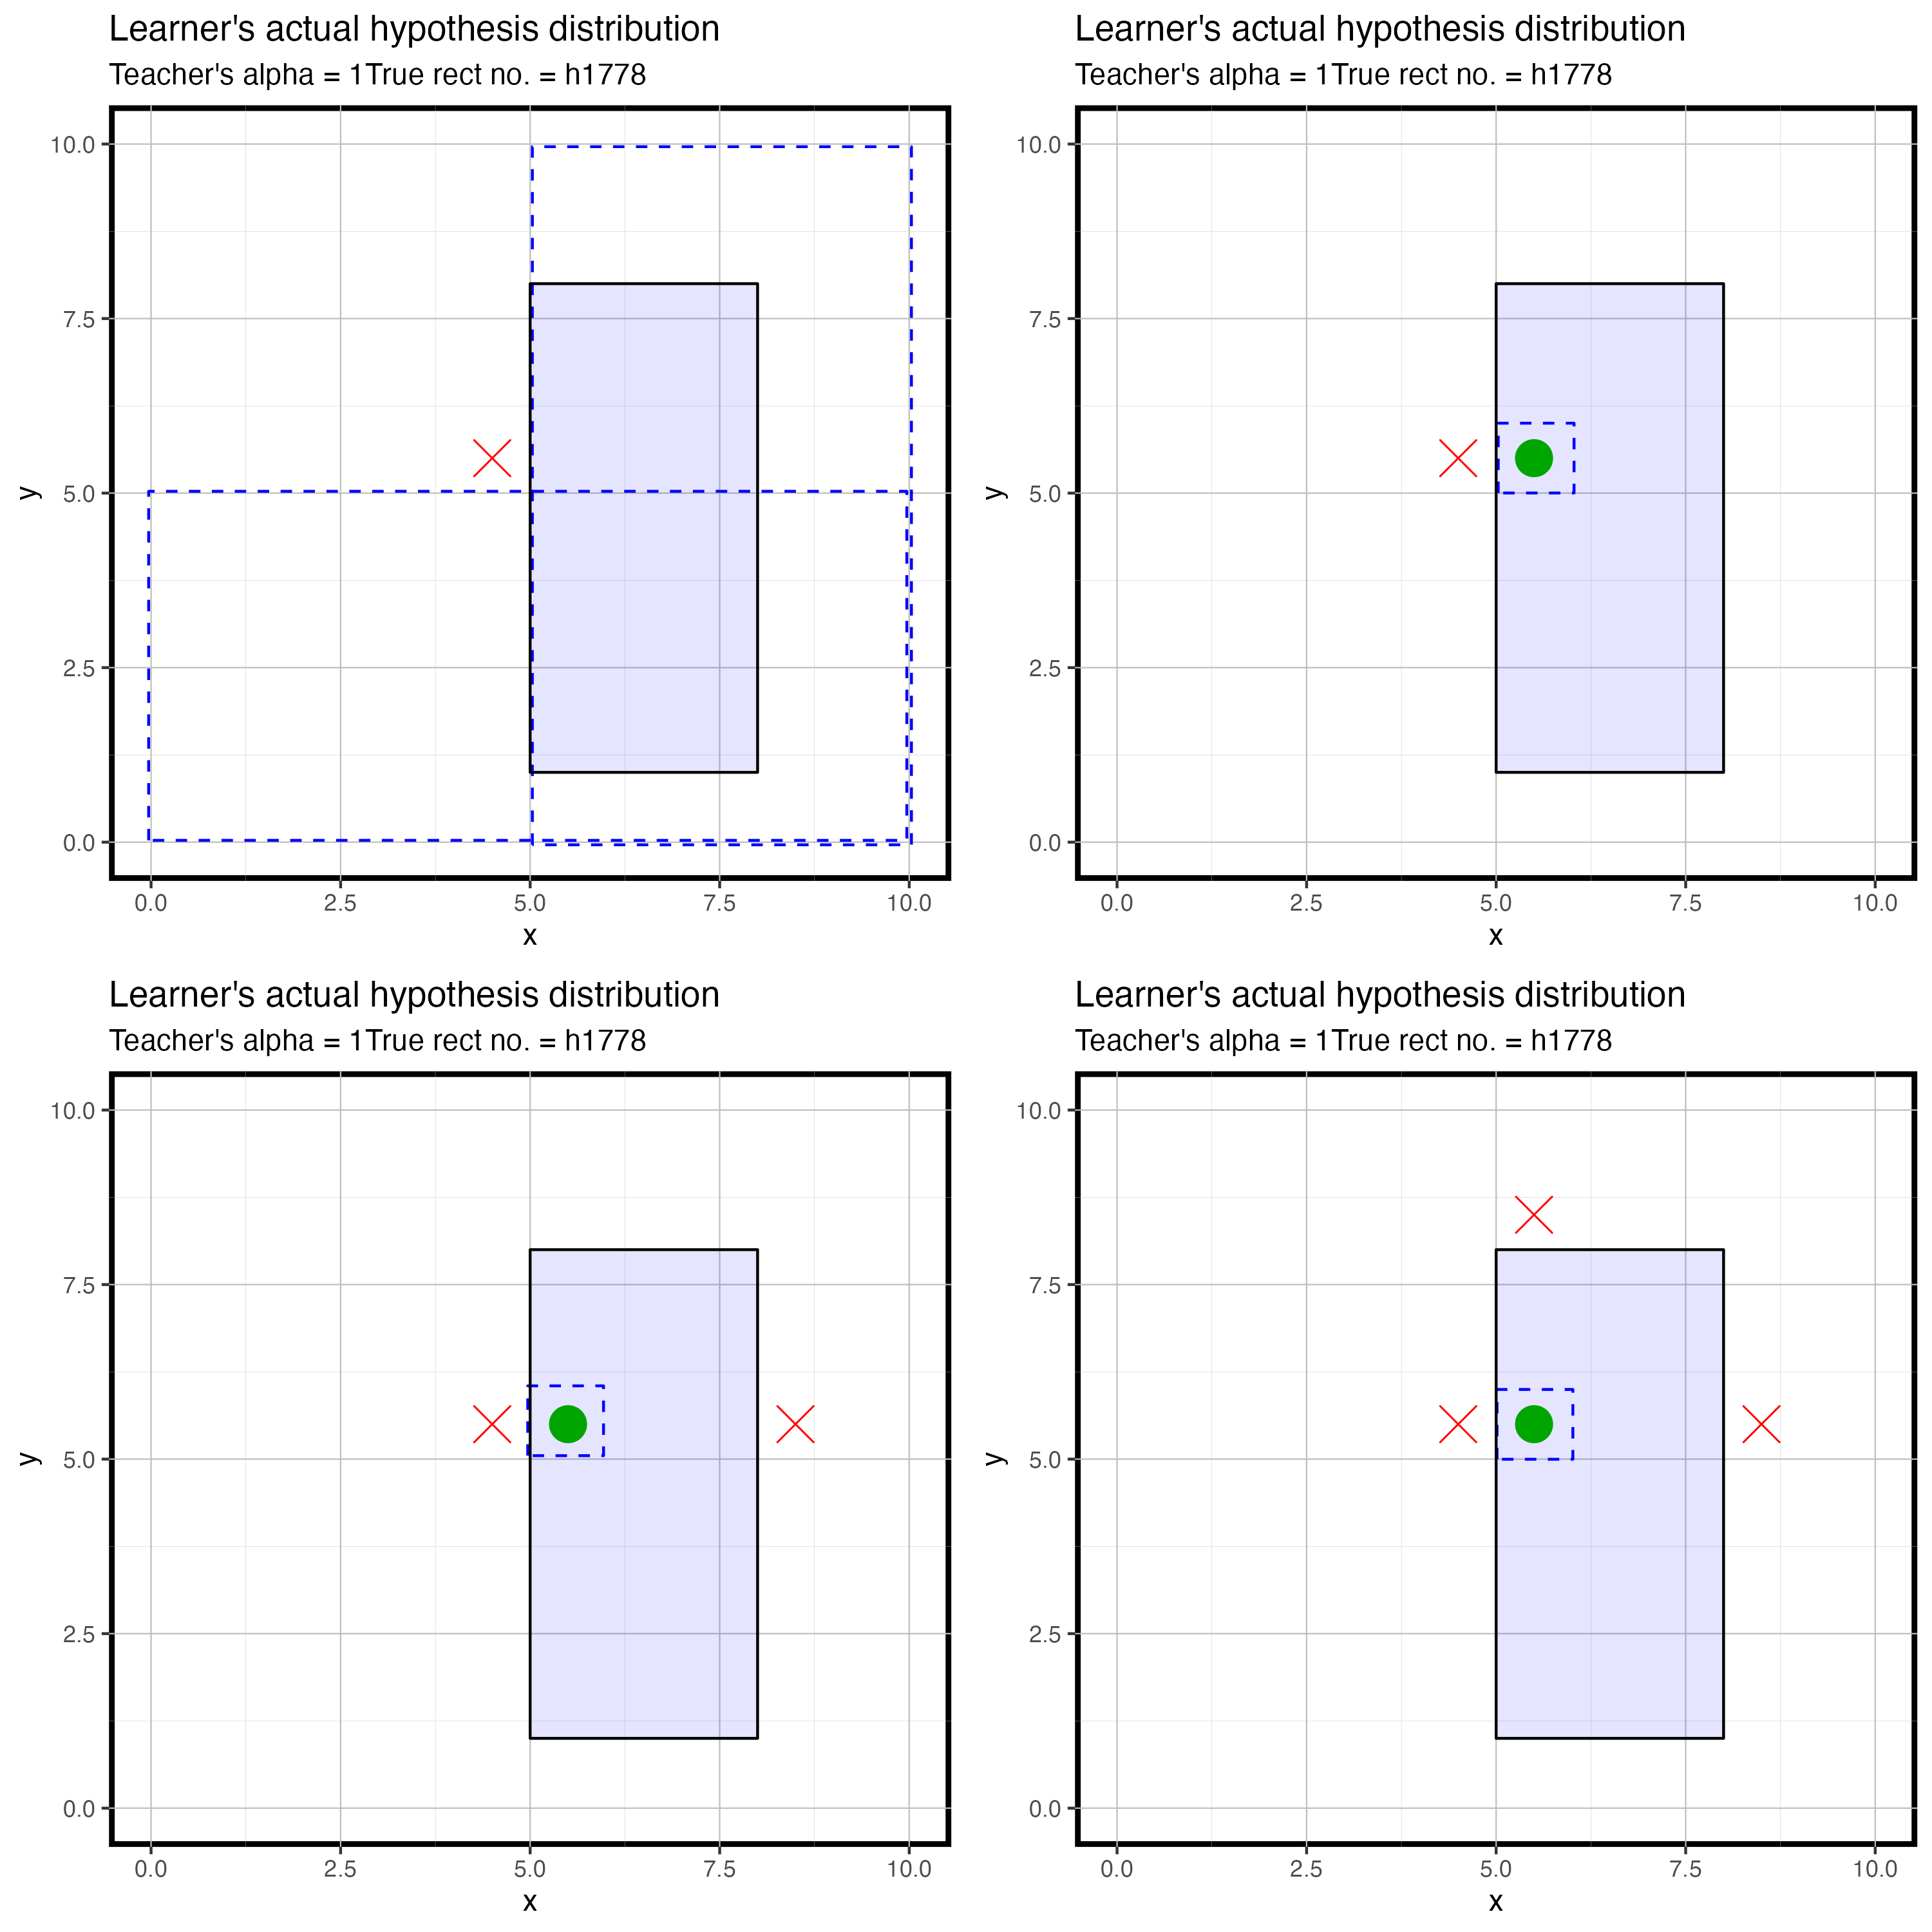 Learner's actual hypothesis distribution
Teacher's alpha = 1True rect no. = h1778
10.0
7.5
5.0
2.5
0.0
y
0.0 2.5 5.0 7.5 10.0
x
Learner's actual hypothesis distribution
Teacher's alpha = 1True rect no. = h1778
10.0
7.5
5.0
2.5
0.0
y
0.0 2.5 5.0 7.5 10.0
x
Learner's actual hypothesis distribution
Teacher's alpha = 1True rect no. = h1778
10.0
7.5
5.0
2.5
0.0
y
0.0 2.5 5.0 7.5 10.0
x
Learner's actual hypothesis distribution
Teacher's alpha = 1True rect no. = h1778
10.0
7.5
5.0
2.5
0.0
y
0.0 2.5 5.0 7.5 10.0
x